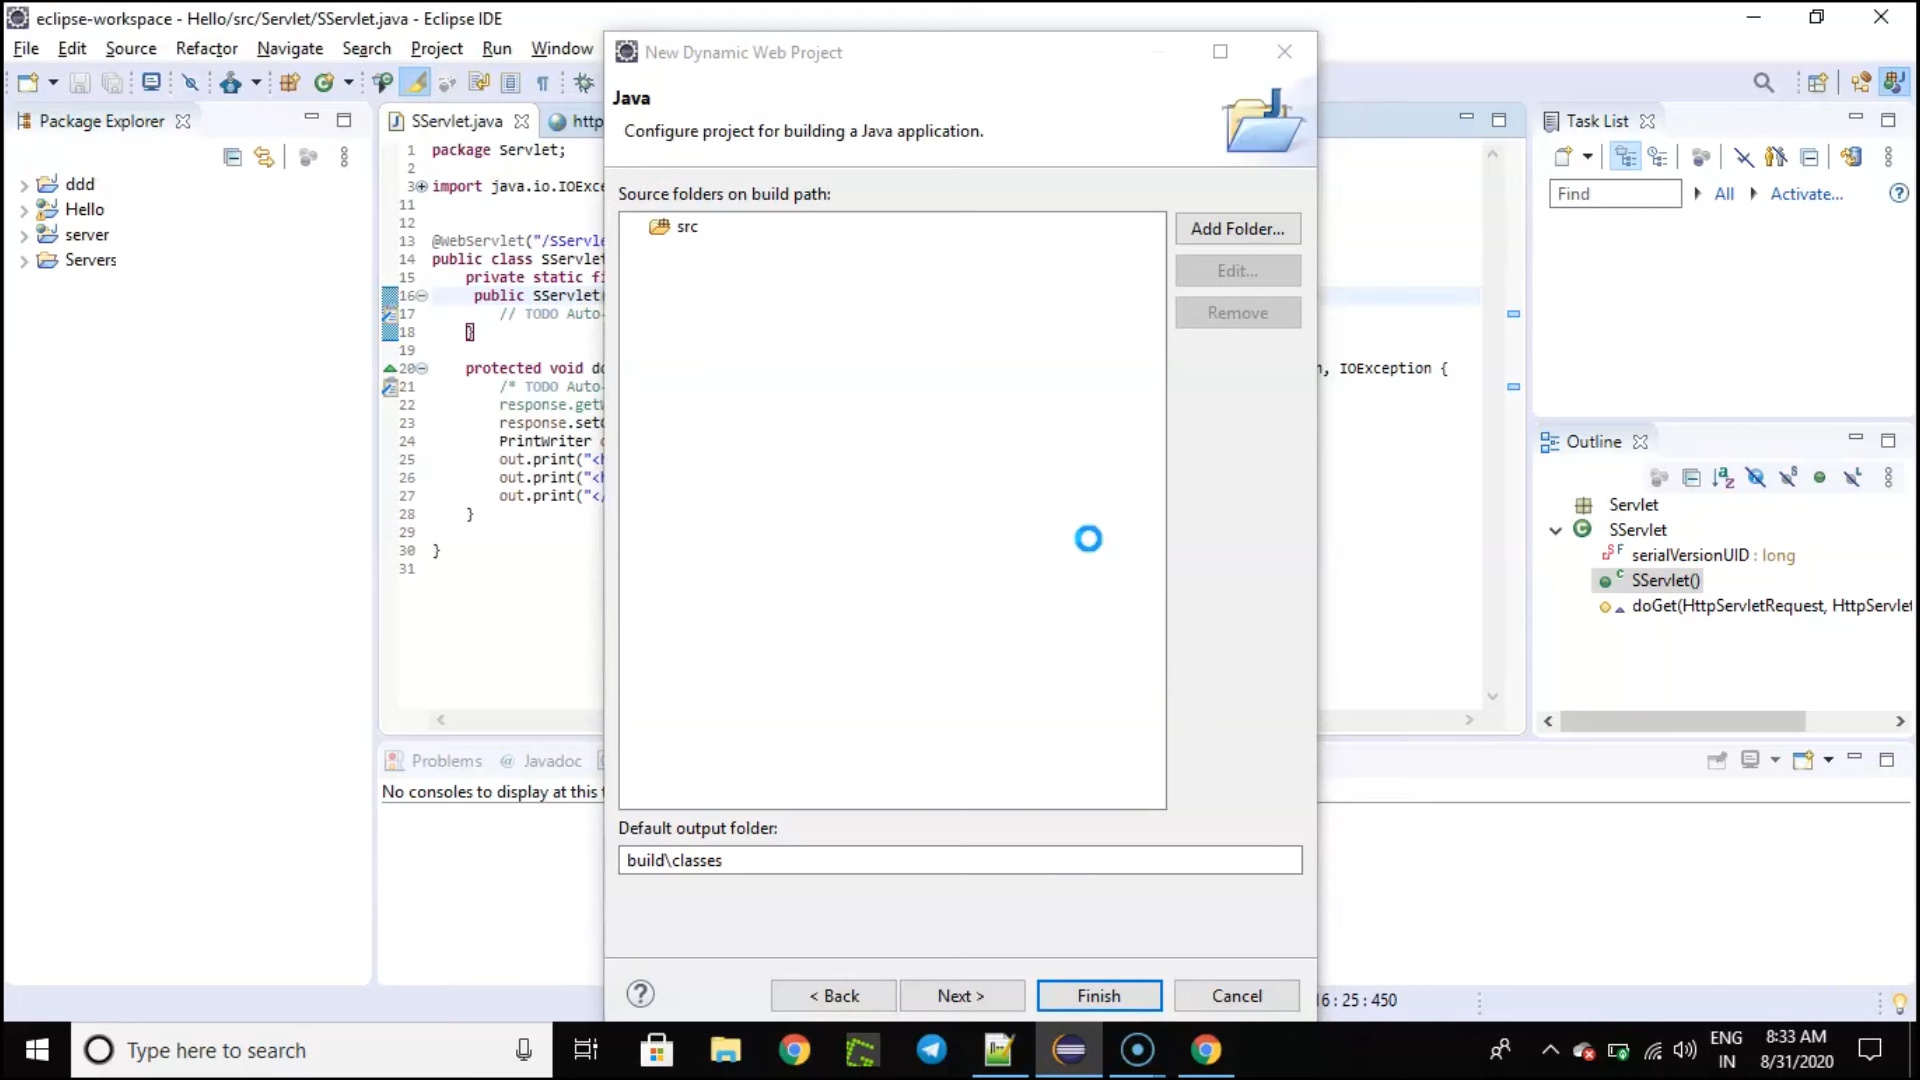 eclipse-workspace - Hello/src/Servlet/SServlet.java - Eclipse IDE
File Edit Source Refactor Navigate Search Project Run Window
Package Explorer
ddd
Hello
server
Servers
SServlet.java
http
1 package Servlet;
2
3 import java.io.IOExce
11
12
13 @WebServlet("/SServle
14 public class SServlet
15 private static fi
16 public SServlet(
17 // TODO Auto-
18 }
19
20 protected void do
n, IOException {
21 /* TODO Auto-
22 response.getW
23 response.setC
24 PrintWriter o
25 out.print("<h
26 out.print("<h
27 out.print("</
28 }
29
30 }
31
Problems @ Javadoc
No consoles to display at this t
New Dynamic Web Project
Java
Configure project for building a Java application.
Source folders on build path:
src
Add Folder...
Edit...
Remove
Default output folder:
build\classes
? < Back Next > Finish Cancel
Task List
Find All Activate... ?
Outline
Servlet
SServlet
serialVersionUID : long
SServlet()
doGet(HttpServletRequest, HttpServlet
16 : 25 : 450
Type here to search
ENG
IN
8:33 AM
8/31/2020